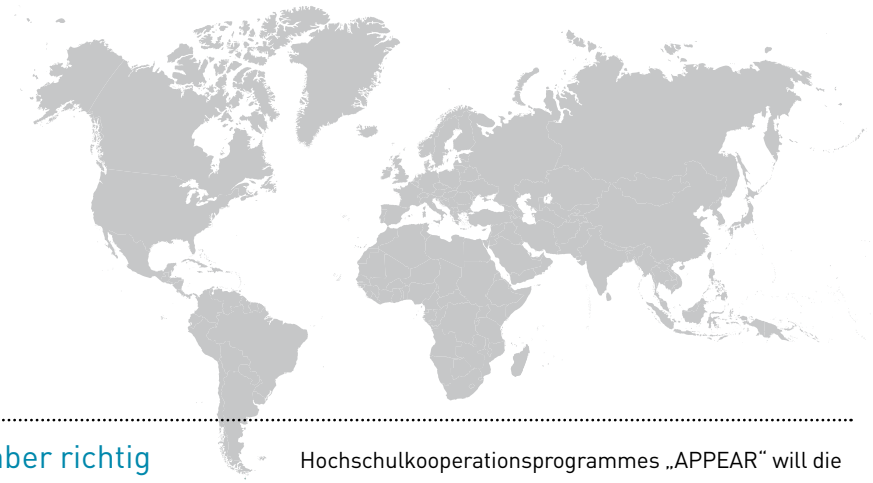 aber richtig
Hochschulkooperationsprogrammes „APPEAR“ will die